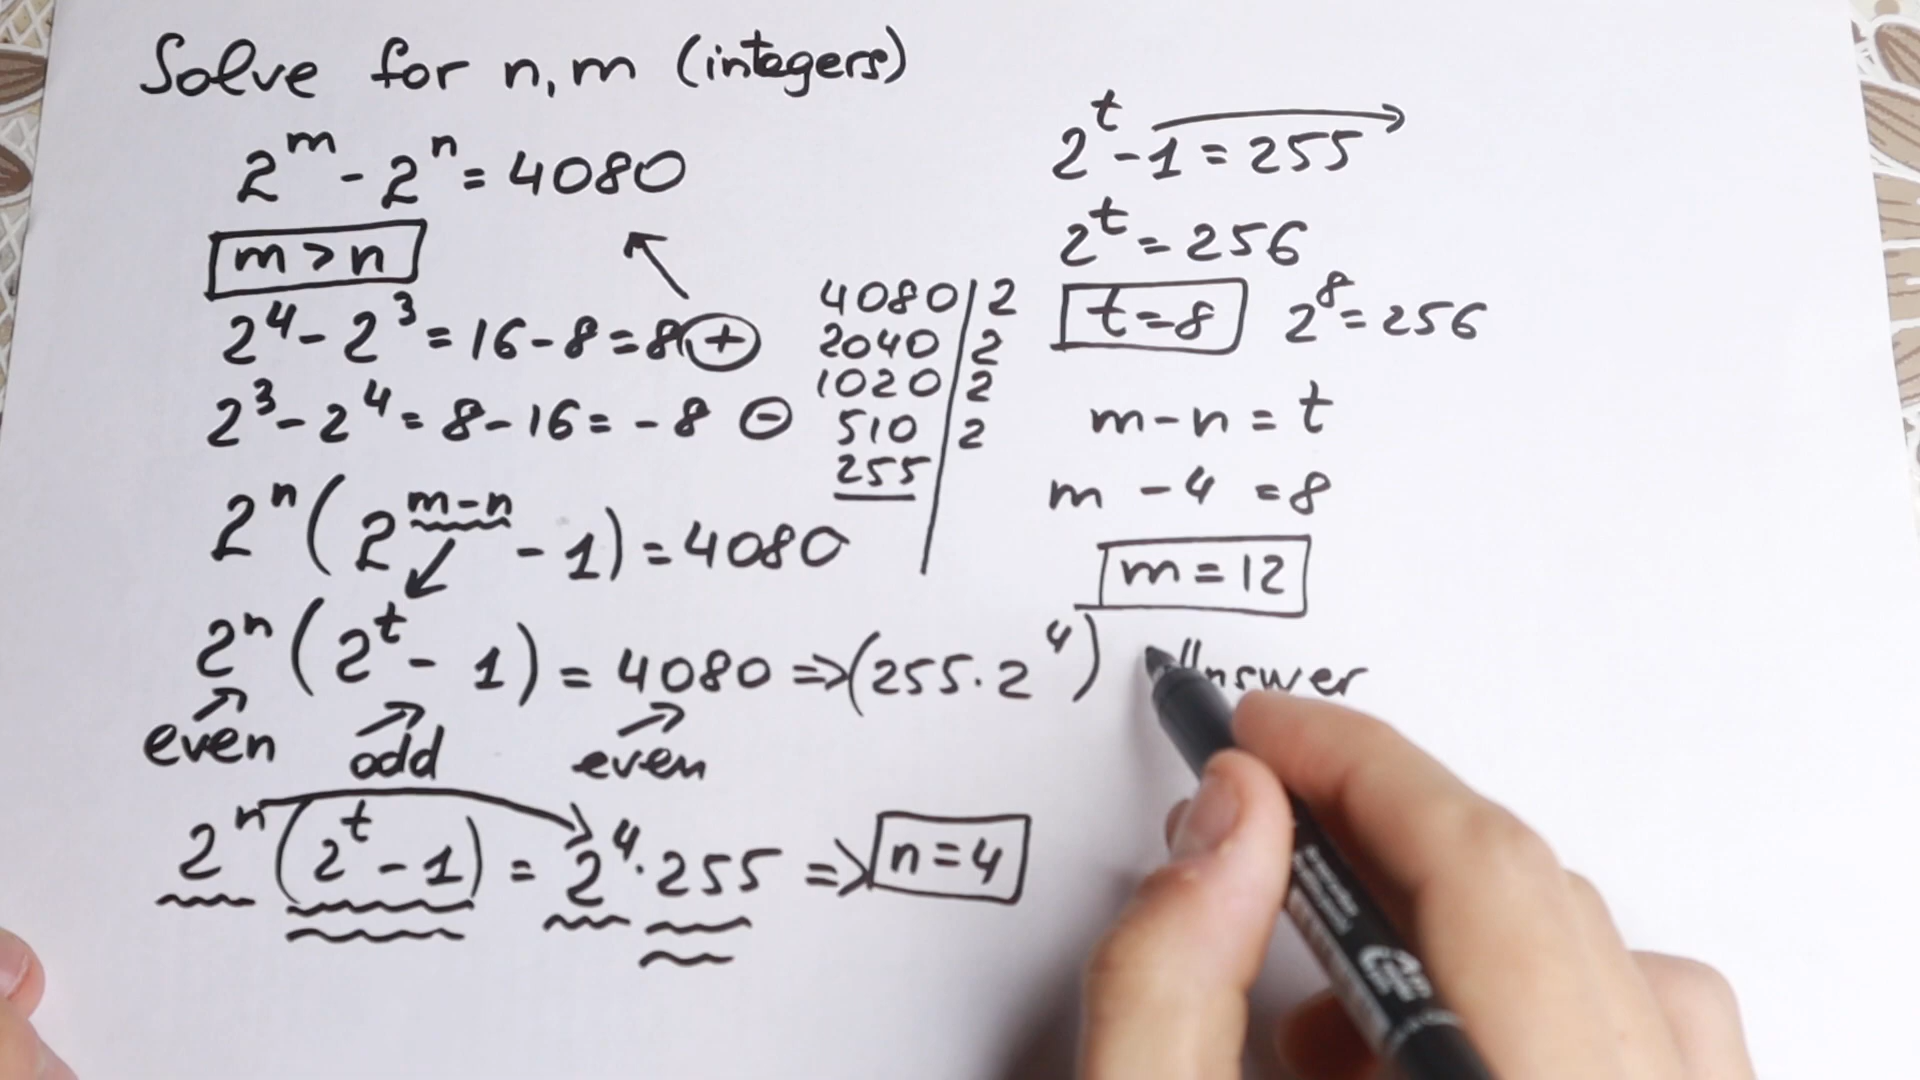 Solve for n,m (integers)
2^m - 2^n = 4080
m > n
2^4 - 2^3 = 16 - 8 = 8 (+)
2^3 - 2^4 = 8 - 16 = - 8 (-)
2^n (2^(m-n) - 1) = 4080
2^n (2^t - 1) = 4080 => (255 · 2^4)
even odd even
2^n (2^t - 1) = 2^4 · 255 => n = 4
4080 | 2
2040 | 2
1020 | 2
510 | 2
255
2^t - 1 = 255
2^t = 256
t = 8 2^8 = 256
m - n = t
m - 4 = 8
m = 12